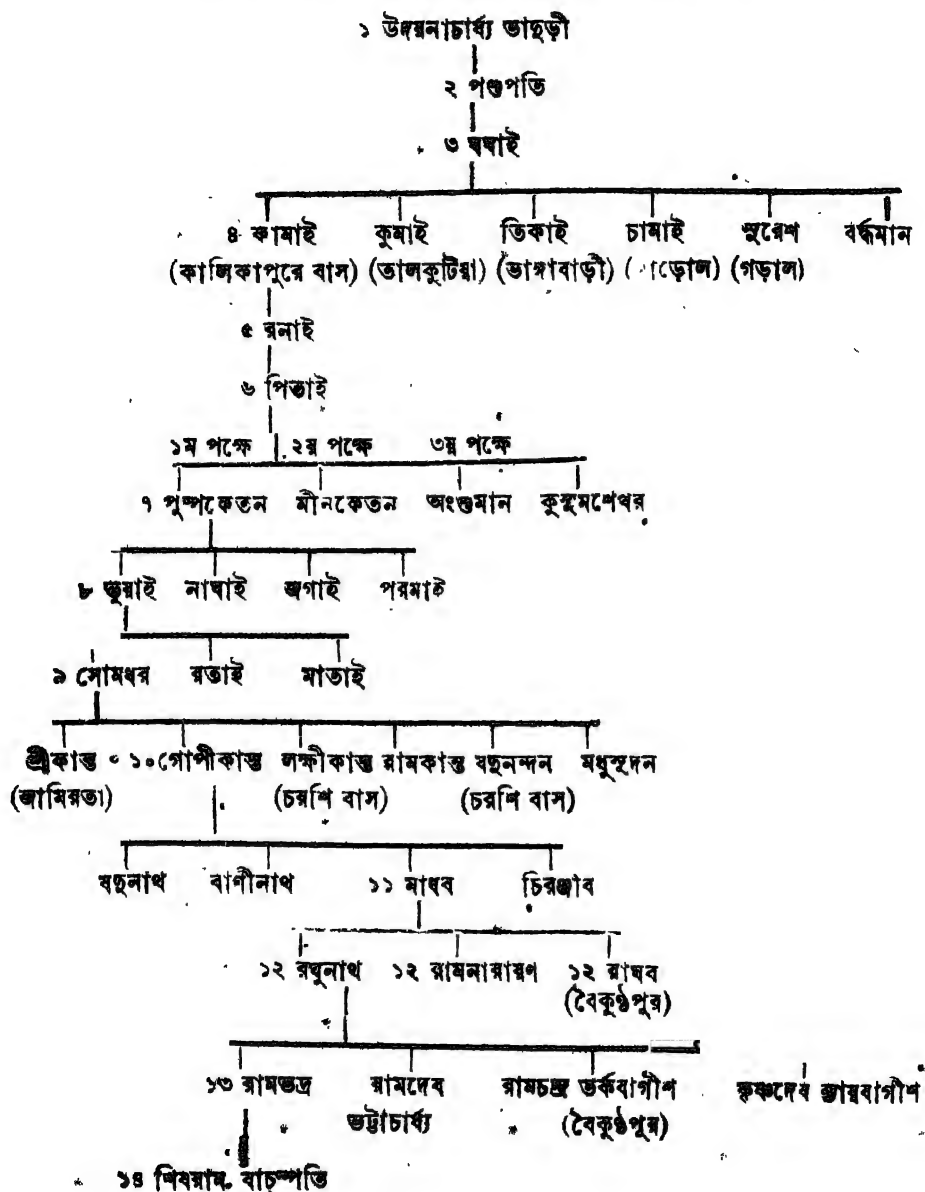 ১ উদয়নাচার্য্য ভাদুড়ী
২ পশুপতি
৩ ঘষাই
৪ কামাই কুমাই তিকাই চামাই সুরেশ বর্দ্ধমান
(কালিকাপুরে বাস) (তালকুটিয়া) (ভাঙ্গাবাড়ী) (গড়াল)
৫ রনাই
৬ পিতাই
১ম পক্ষে ২য় পক্ষে ৩য় পক্ষে
৭ পুষ্পকেতন মীনকেতন অংশুমান কুসুমশেখর
৮ ভুয়াই নাঘাই জগাই পরমাই
৯ সোমধর রতাই মাতাই
শ্রীকান্ত ১০ গোপীকান্ত লক্ষীকান্ত রামকান্ত যদুনন্দন মধুসূদন
(জামিরতা) (চরশি বাস) (চরশি বাস)
যদুনাথ বাণীনাথ ১১ মাধব চিরঞ্জীব
১২ রঘুনাথ ১২ রামনারায়ণ ১২ রাঘব
(বৈকুণ্ঠপুর)
১৩ রামভদ্র রামদেব রামচন্দ্র তর্কবাগীশ কৃষ্ণদেব ন্যায়বাগীশ
ভট্টাচার্য্য (বৈকুণ্ঠপুর)
১৪ শিবরাম বাচস্পতি